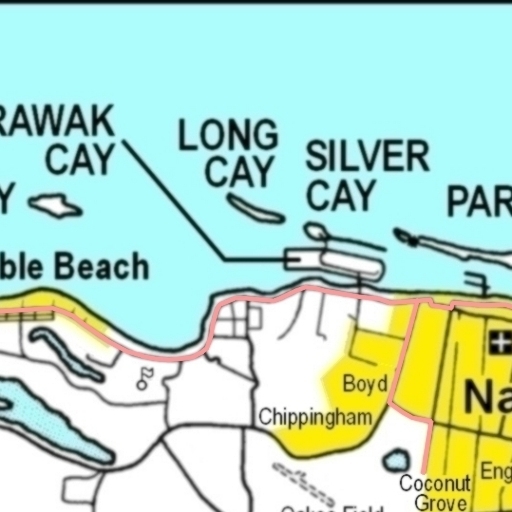 RAWAK
CAY
LONG
CAY
SILVER
CAY
Y
PAR
ble Beach
Boyd
Na
Chippingham
Coconut
Grove
Eng
Oakes Field